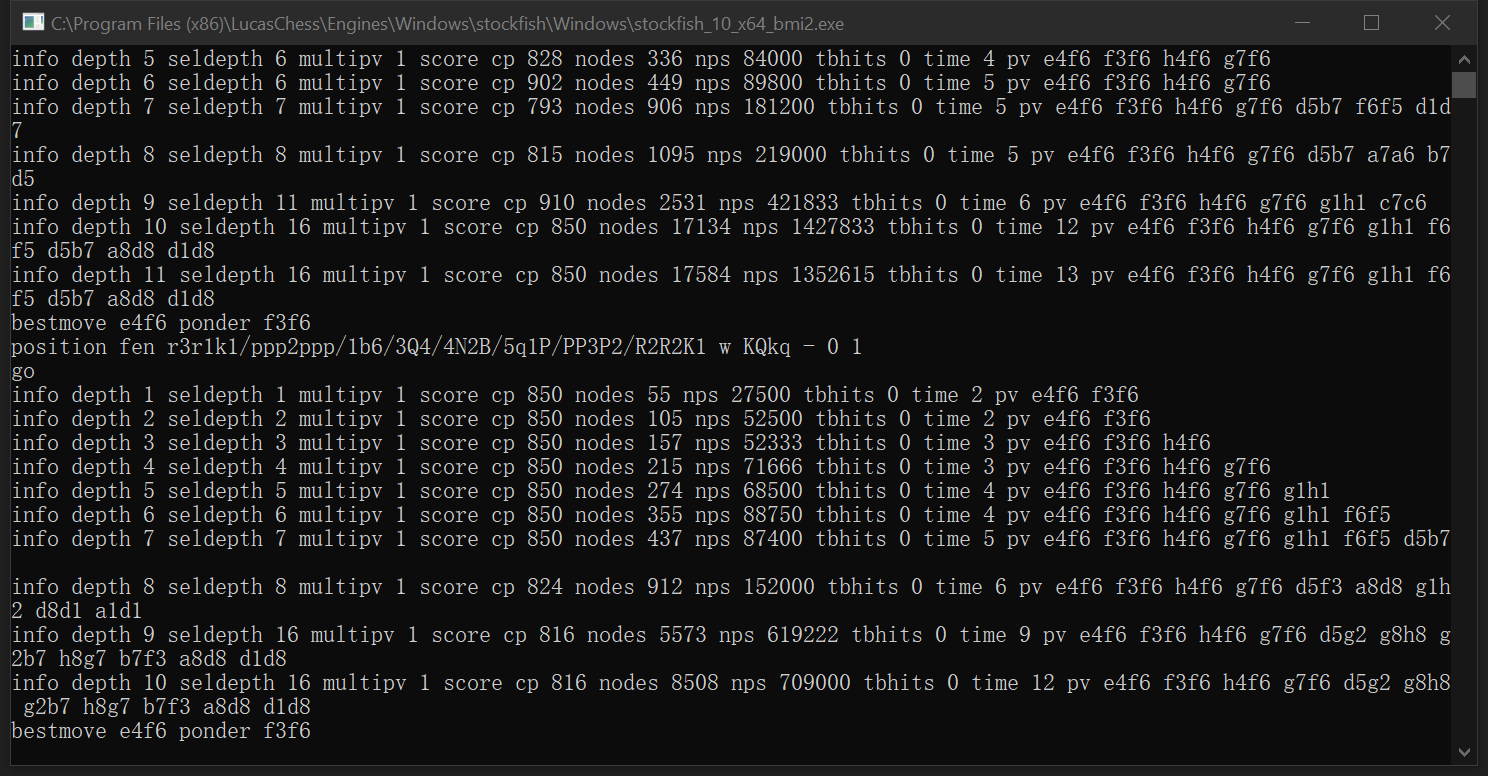 C:\Program Files (x86)\LucasChess\Engines\Windows\stockfish\Windows\stockfish_10_x64_bmi2.exe
info depth 5 seldepth 6 multipv 1 score cp 828 nodes 336 nps 84000 tbhits 0 time 4 pv e4f6 f3f6 h4f6 g7f6
info depth 6 seldepth 6 multipv 1 score cp 902 nodes 449 nps 89800 tbhits 0 time 5 pv e4f6 f3f6 h4f6 g7f6
info depth 7 seldepth 7 multipv 1 score cp 793 nodes 906 nps 181200 tbhits 0 time 5 pv e4f6 f3f6 h4f6 g7f6 d5b7 f6f5 d1d
7
info depth 8 seldepth 8 multipv 1 score cp 815 nodes 1095 nps 219000 tbhits 0 time 5 pv e4f6 f3f6 h4f6 g7f6 d5b7 a7a6 b7
d5
info depth 9 seldepth 11 multipv 1 score cp 910 nodes 2531 nps 421833 tbhits 0 time 6 pv e4f6 f3f6 h4f6 g7f6 g1h1 c7c6
info depth 10 seldepth 16 multipv 1 score cp 850 nodes 17134 nps 1427833 tbhits 0 time 12 pv e4f6 f3f6 h4f6 g7f6 g1h1 f6
f5 d5b7 a8d8 d1d8
info depth 11 seldepth 16 multipv 1 score cp 850 nodes 17584 nps 1352615 tbhits 0 time 13 pv e4f6 f3f6 h4f6 g7f6 g1h1 f6
f5 d5b7 a8d8 d1d8
bestmove e4f6 ponder f3f6
position fen r3r1k1/ppp2ppp/1b6/3Q4/4N2B/5q1P/PP3P2/R2R2K1 w KQkq - 0 1
go
info depth 1 seldepth 1 multipv 1 score cp 850 nodes 55 nps 27500 tbhits 0 time 2 pv e4f6 f3f6
info depth 2 seldepth 2 multipv 1 score cp 850 nodes 105 nps 52500 tbhits 0 time 2 pv e4f6 f3f6
info depth 3 seldepth 3 multipv 1 score cp 850 nodes 157 nps 52333 tbhits 0 time 3 pv e4f6 f3f6 h4f6
info depth 4 seldepth 4 multipv 1 score cp 850 nodes 215 nps 71666 tbhits 0 time 3 pv e4f6 f3f6 h4f6 g7f6
info depth 5 seldepth 5 multipv 1 score cp 850 nodes 274 nps 68500 tbhits 0 time 4 pv e4f6 f3f6 h4f6 g7f6 g1h1
info depth 6 seldepth 6 multipv 1 score cp 850 nodes 355 nps 88750 tbhits 0 time 4 pv e4f6 f3f6 h4f6 g7f6 g1h1 f6f5
info depth 7 seldepth 7 multipv 1 score cp 850 nodes 437 nps 87400 tbhits 0 time 5 pv e4f6 f3f6 h4f6 g7f6 g1h1 f6f5 d5b7
info depth 8 seldepth 8 multipv 1 score cp 824 nodes 912 nps 152000 tbhits 0 time 6 pv e4f6 f3f6 h4f6 g7f6 d5f3 a8d8 g1h
2 d8d1 a1d1
info depth 9 seldepth 16 multipv 1 score cp 816 nodes 5573 nps 619222 tbhits 0 time 9 pv e4f6 f3f6 h4f6 g7f6 d5g2 g8h8 g
2b7 h8g7 b7f3 a8d8 d1d8
info depth 10 seldepth 16 multipv 1 score cp 816 nodes 8508 nps 709000 tbhits 0 time 12 pv e4f6 f3f6 h4f6 g7f6 d5g2 g8h8
g2b7 h8g7 b7f3 a8d8 d1d8
bestmove e4f6 ponder f3f6